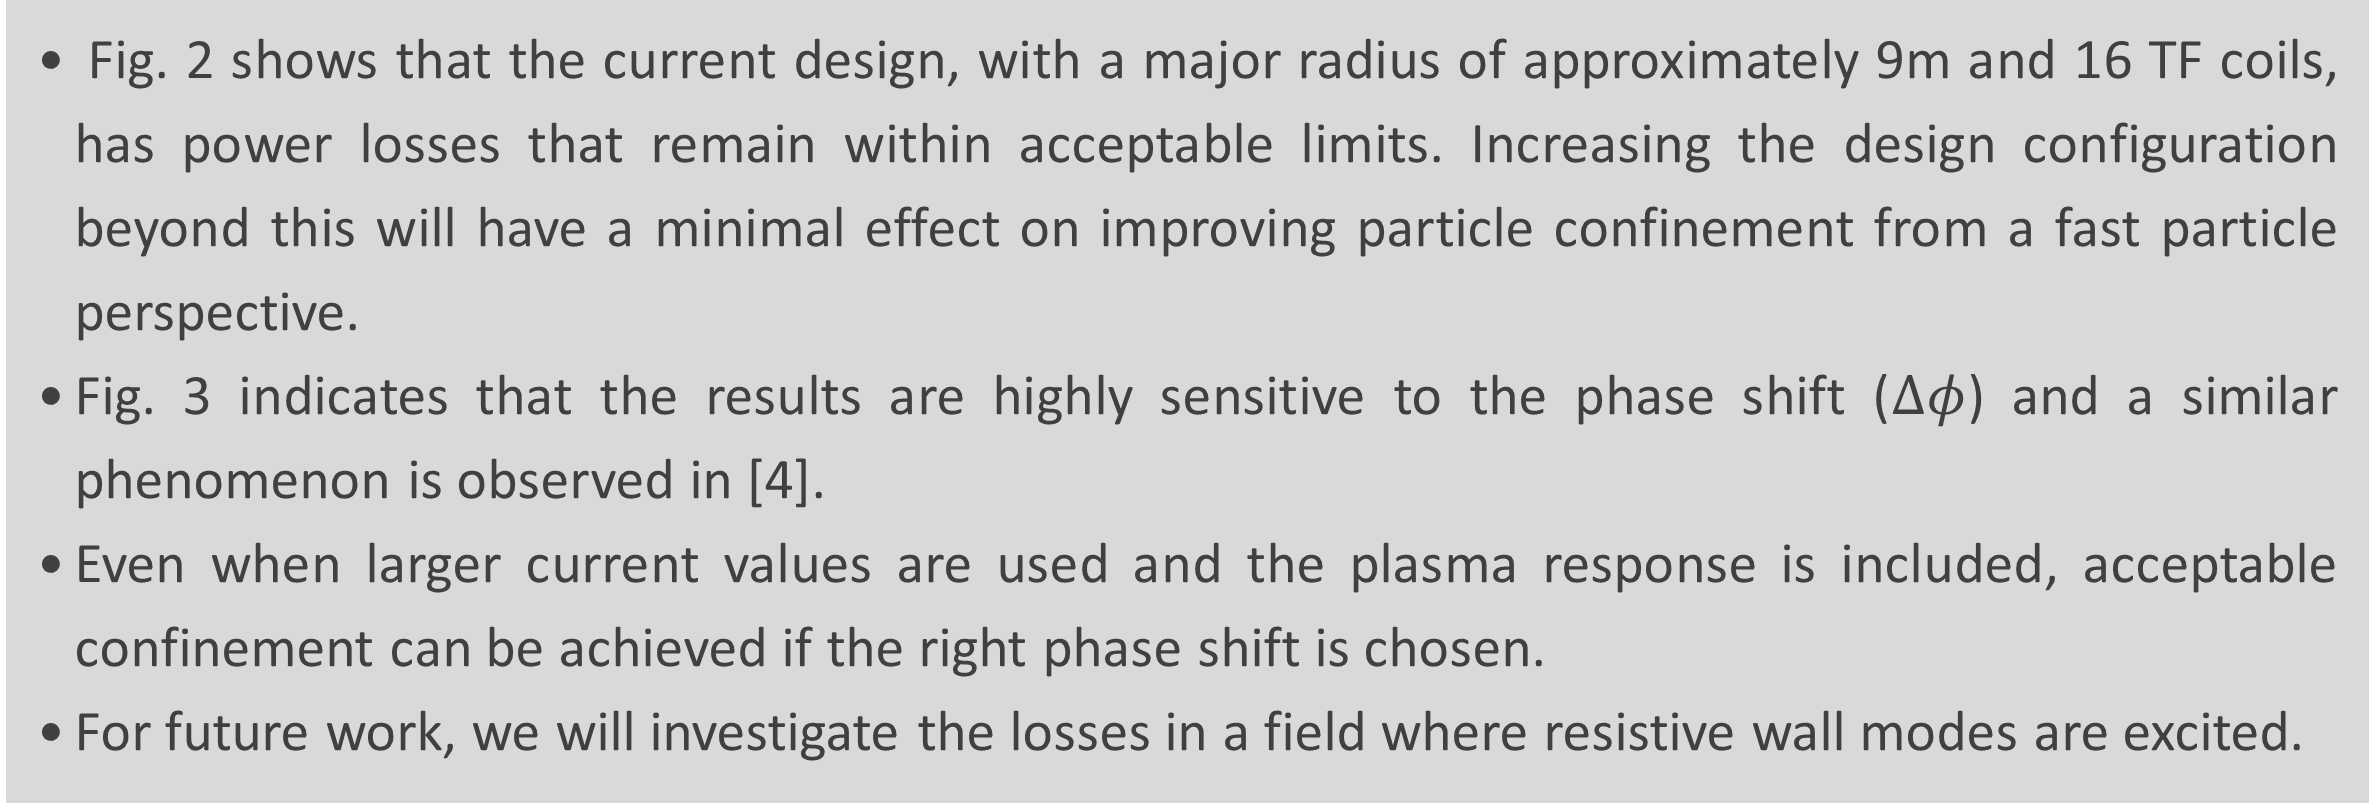 • Fig. 2 shows that the current design, with a major radius of approximately 9m and 16 TF coils,
has power losses that remain within acceptable limits. Increasing the design configuration
beyond this will have a minimal effect on improving particle confinement from a fast particle
perspective.
• Fig. 3 indicates that the results are highly sensitive to the phase shift (Δϕ) and a similar
phenomenon is observed in [4].
• Even when larger current values are used and the plasma response is included, acceptable
confinement can be achieved if the right phase shift is chosen.
• For future work, we will investigate the losses in a field where resistive wall modes are excited.